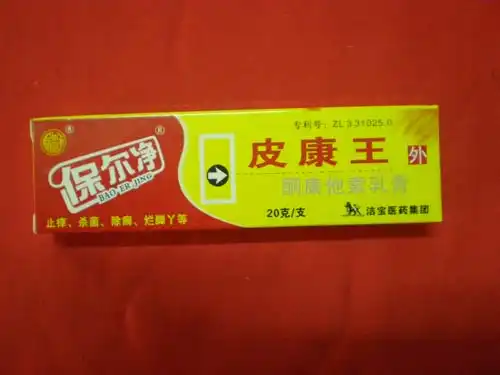 专利号：ZL 9 31025.6
保尔净
BAO ER JING
皮康王
外
酮康他索乳膏
20克/支
洁宝医药集团
止痒、杀菌、除癣、烂脚丫等